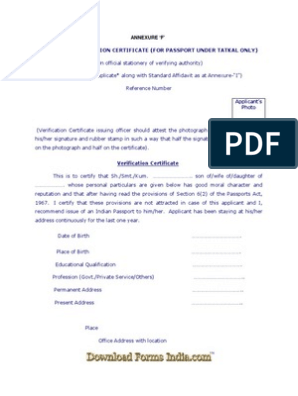 ANNEXURE 'F'
ION CERTIFICATE (FOR PASSPORT UNDER TATKAL ONLY)
n official stationery of verifying authority)
plicate* along with Standard Affidavit as at Annexure-"I")
Reference Number
Applicant's
Photo
(Verification Certificate issuing officer should attest the photograph
his/her signature and rubber stamp in such a way that half the signat
on the photograph and half on the certificate).
PDF
Verification Certificate
This is to certify that Sh./Smt./Kum. ........................ son of/wife of/daughter of
........................ whose personal particulars are given below has good moral character and
reputation and that after having read the provisions of Section 6(2) of the Passports Act,
1967. I certify that these provisions are not attracted in case of this applicant and I,
recommend issue of an Indian Passport to him/her. Applicant has been staying at his/her
address continuously for the last one year.
Date of Birth ........................
Place of Birth ........................
Educational Qualification ........................
Profession (Govt./Private Service/Others) ........................
Permanent Address ........................
Present Address ........................
Place
Office Address with location
Download Forms India.com™